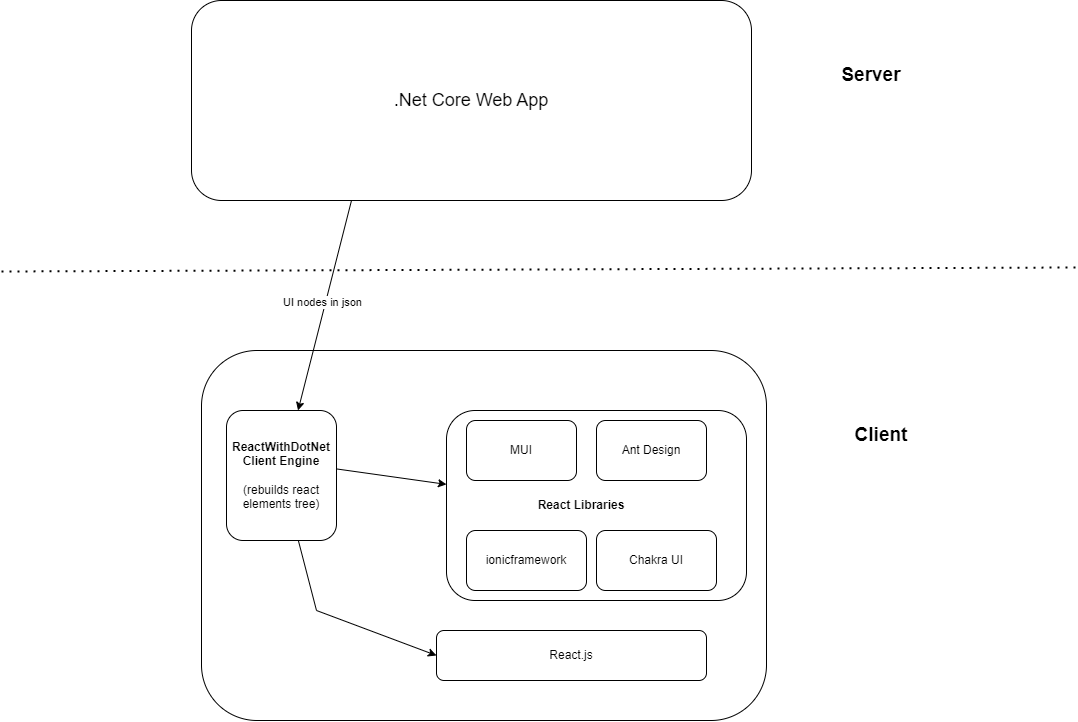 .Net Core Web App
Server
UI nodes in json
ReactWithDotNet
Client Engine
(rebuilds react
elements tree)
MUI
Ant Design
Client
React Libraries
ionicframework
Chakra UI
React.js